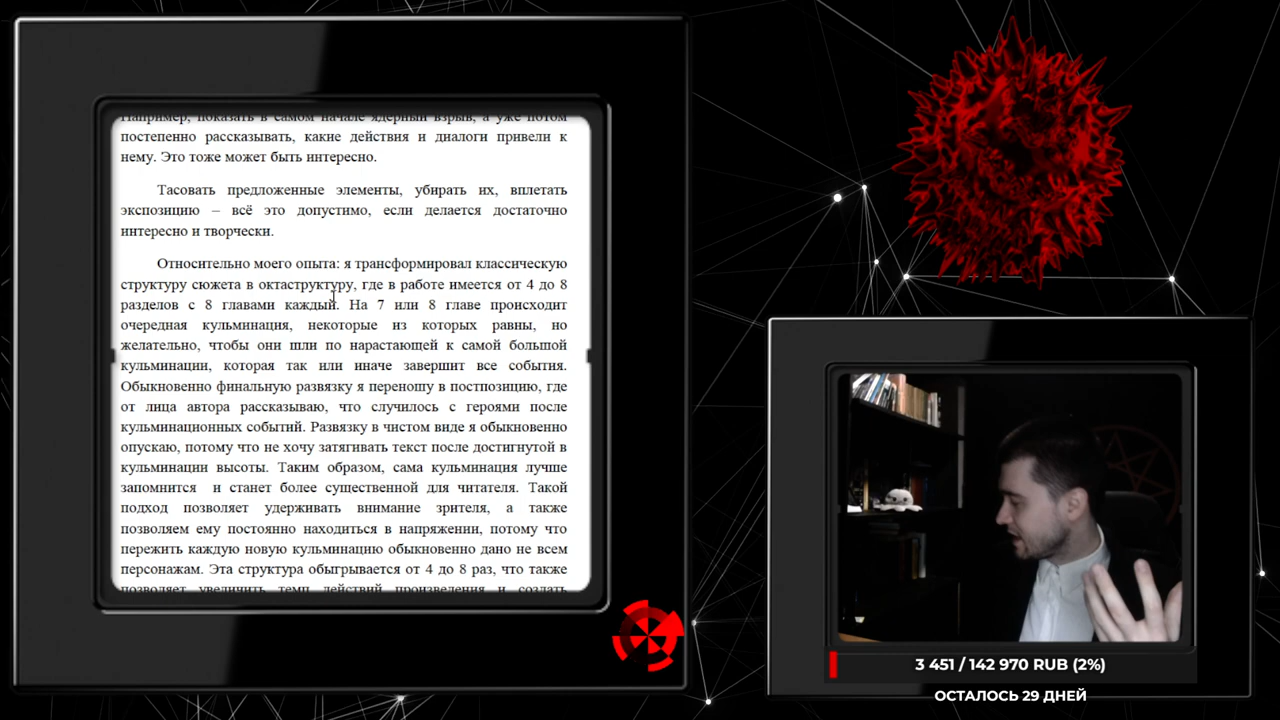 Например, показать в самом начале ядерный взрыв, а уже потом
постепенно рассказывать, какие действия и диалоги привели к
нему. Это тоже может быть интересно.
Тасовать предложенные элементы, убирать их, вплетать
экспозицию – всё это допустимо, если делается достаточно
интересно и творчески.
Относительно моего опыта: я трансформировал классическую
структуру сюжета в октаструктуру, где в работе имеется от 4 до 8
разделов с 8 главами каждый. На 7 или 8 главе происходит
очередная кульминация, некоторые из которых равны, но
желательно, чтобы они шли по нарастающей к самой большой
кульминации, которая так или иначе завершит все события.
Обыкновенно финальную развязку я переношу в постпозицию, где
от лица автора рассказываю, что случилось с героями после
кульминационных событий. Развязку в чистом виде я обыкновенно
опускаю, потому что не хочу затягивать текст после достигнутой в
кульминации высоты. Таким образом, сама кульминация лучше
запомнится и станет более существенной для читателя. Такой
подход позволяет удерживать внимание зрителя, а также
позволяем ему постоянно находиться в напряжении, потому что
пережить каждую новую кульминацию обыкновенно дано не всем
персонажам. Эта структура обыгрывается от 4 до 8 раз, что также
позволяет увеличить темп действий произведения и создать
3 451 / 142 970 RUB (2%)
ОСТАЛОСЬ 29 ДНЕЙ